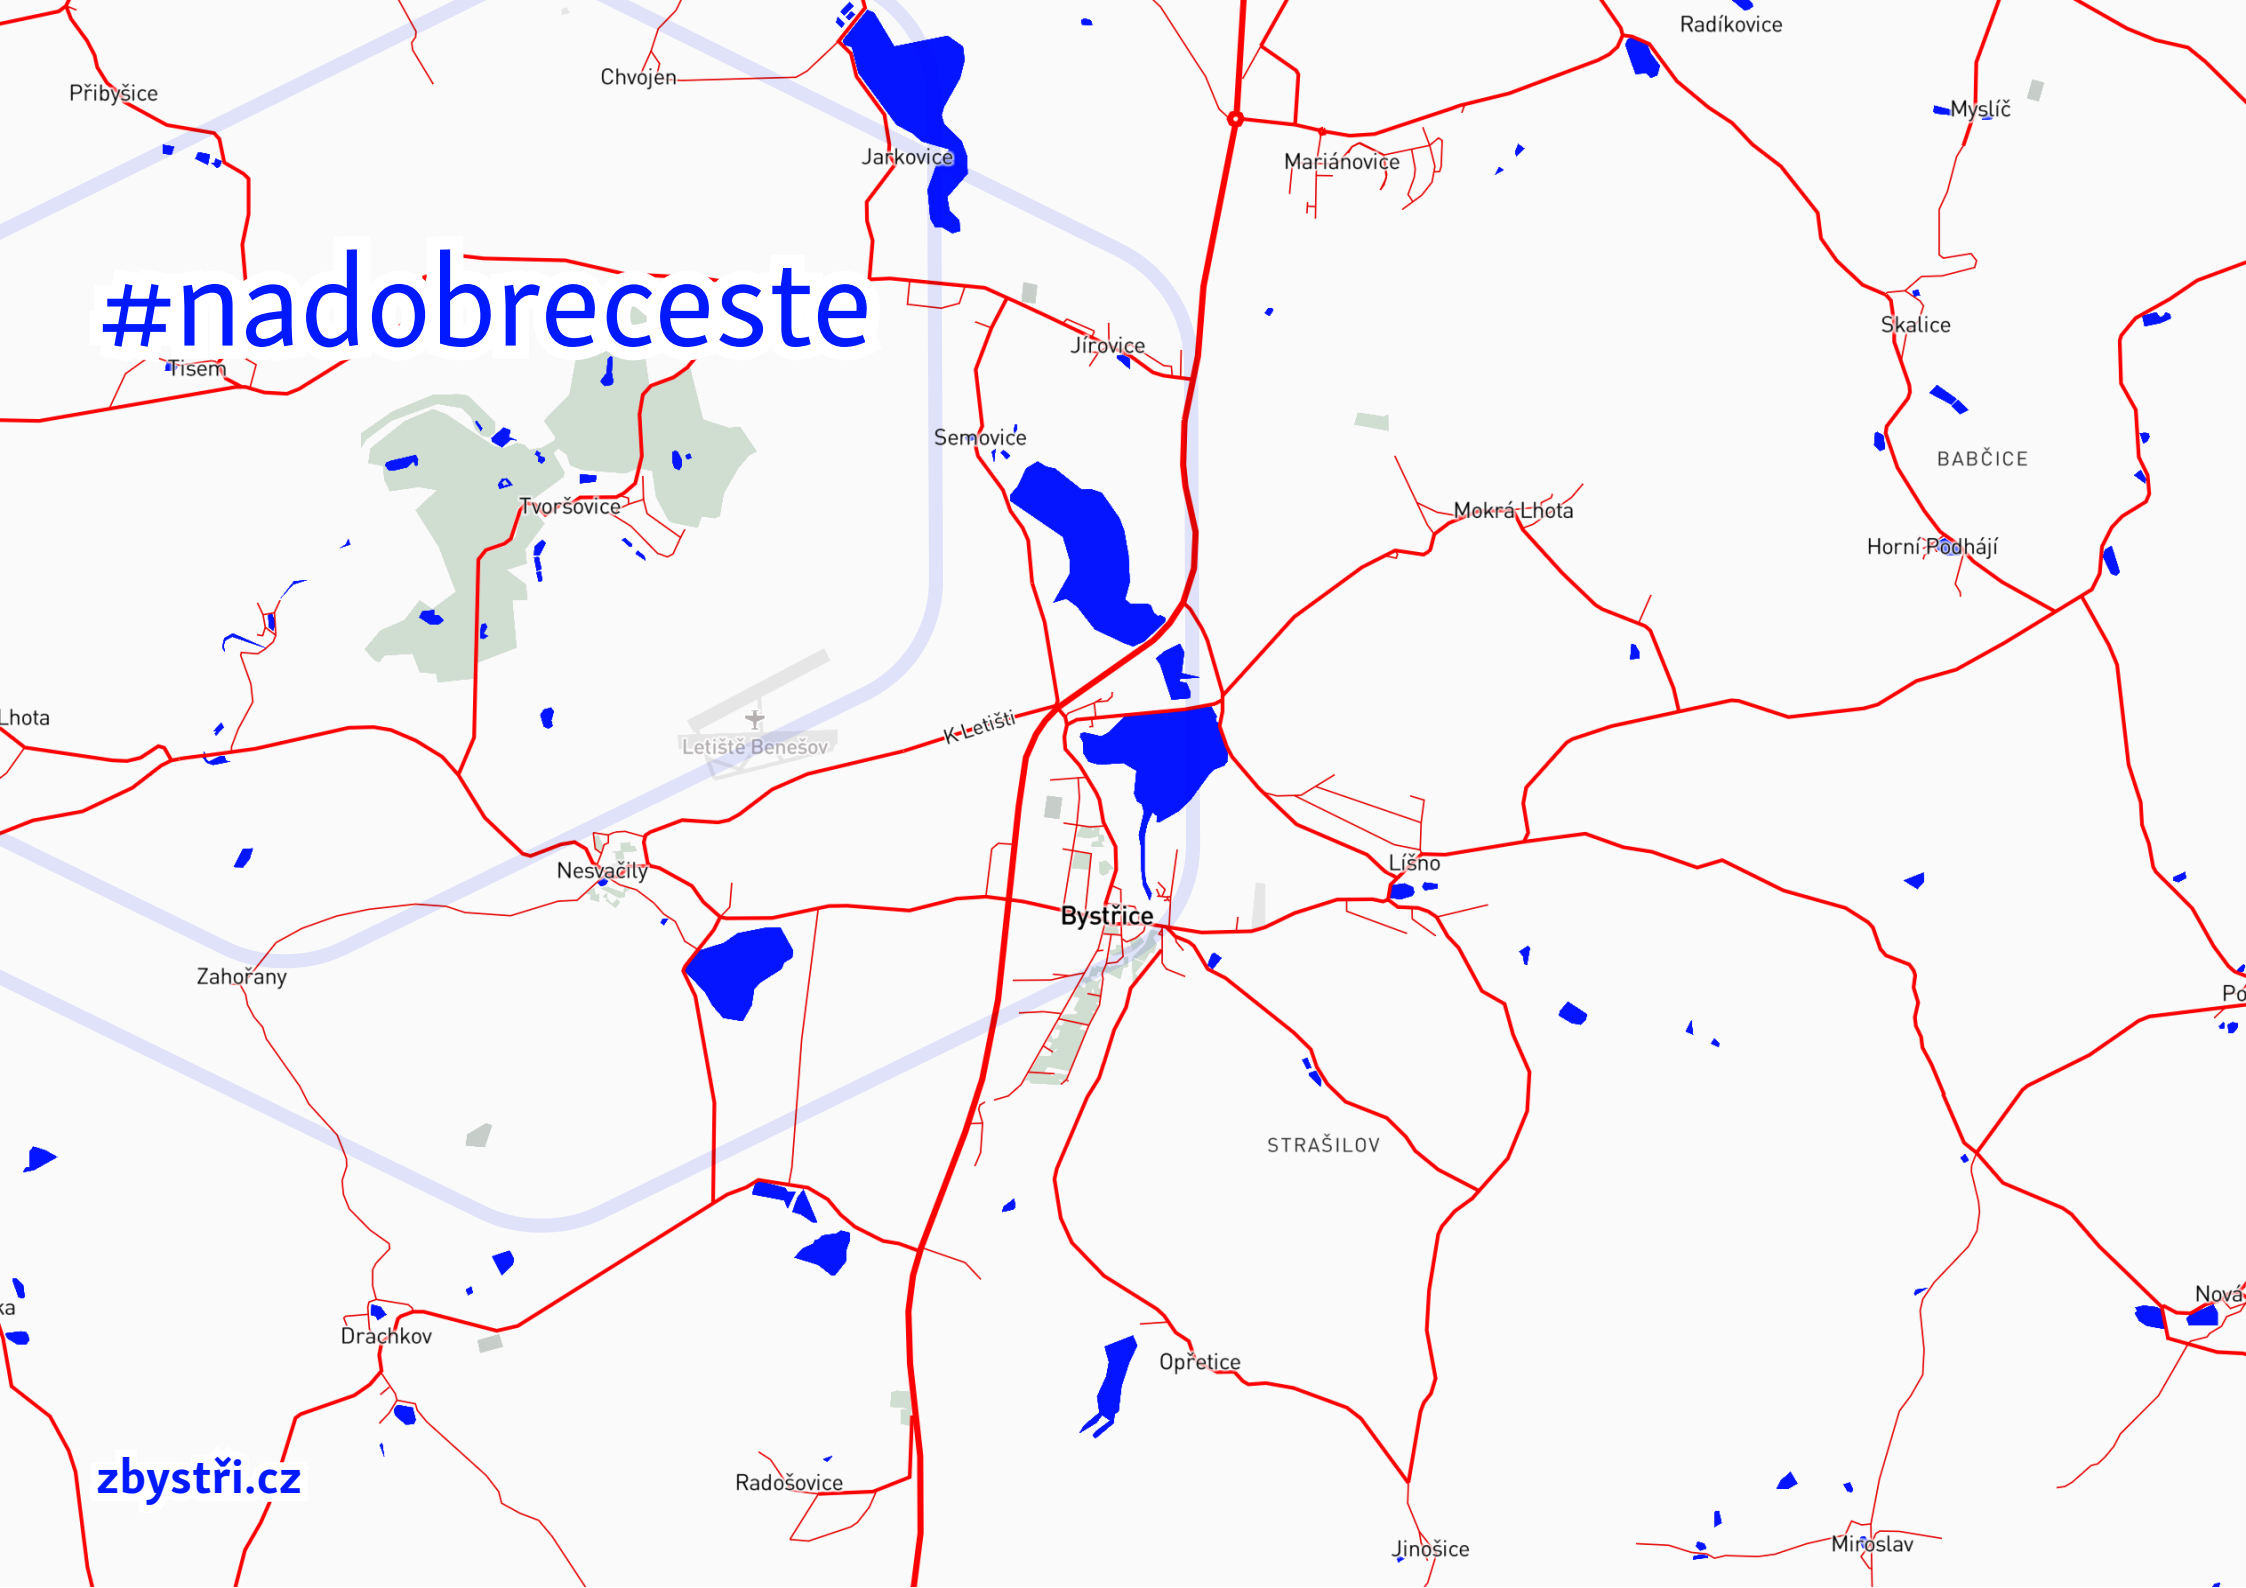 Radíkovice
Chvojen
Přibyšice
Myslíč
Jarkovice
Mariánovice
#nadobreceste
Skalice
Jírovice
Tisem
Semovice
BABČICE
Tvoršovice
Mokrá Lhota
Horní Podhájí
Lhota
K Letišti
Letiště Benešov
Líšno
Nesvačily
Bystřice
Zahořany
Po
STRAŠILOV
Nová
ka
Drachkov
Opřetice
zbystři.cz
Radošovice
Miroslav
Jinošice